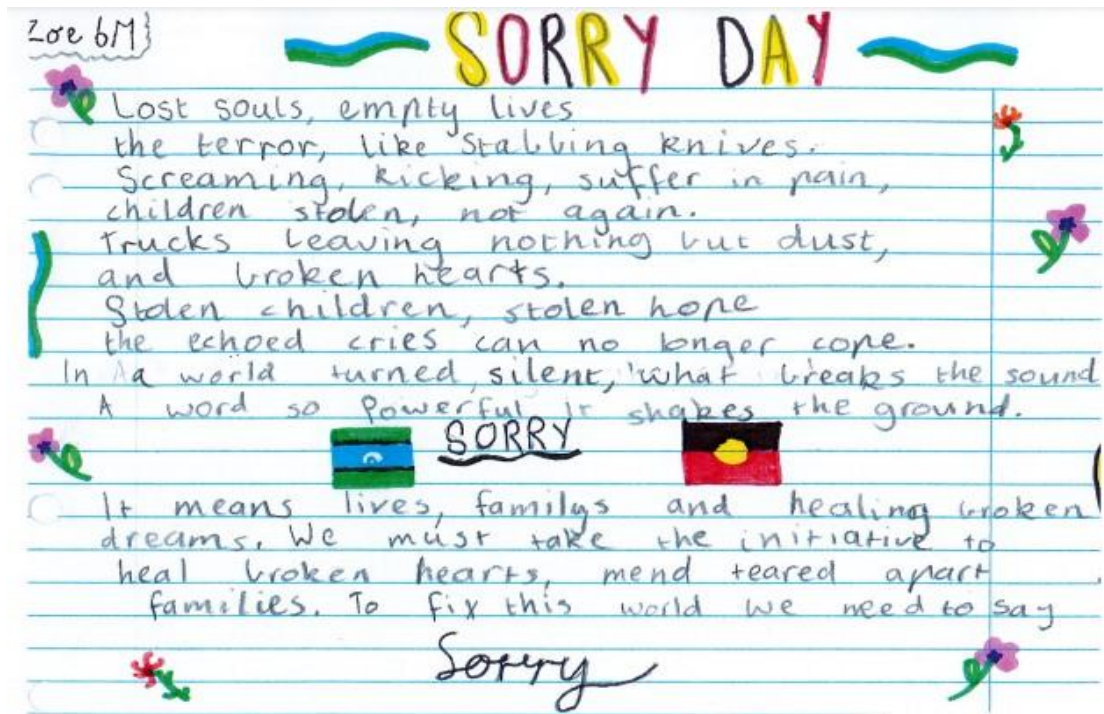 Zoe 6M
SORRY DAY
Lost souls, empty lives
the terror, like stabbing knives.
Screaming, kicking, suffer in pain,
children stolen, not again.
Trucks leaving nothing but dust,
and broken hearts.
Stolen children, stolen hope
the echoed cries can no longer cope.
In a world turned silent, what breaks the sound
A word so powerful it shakes the ground.
SORRY
It means lives, familys and healing broken
dreams. We must take the initiative to
heal broken hearts, mend teared apart
families. To fix this world we need to say
Sorry